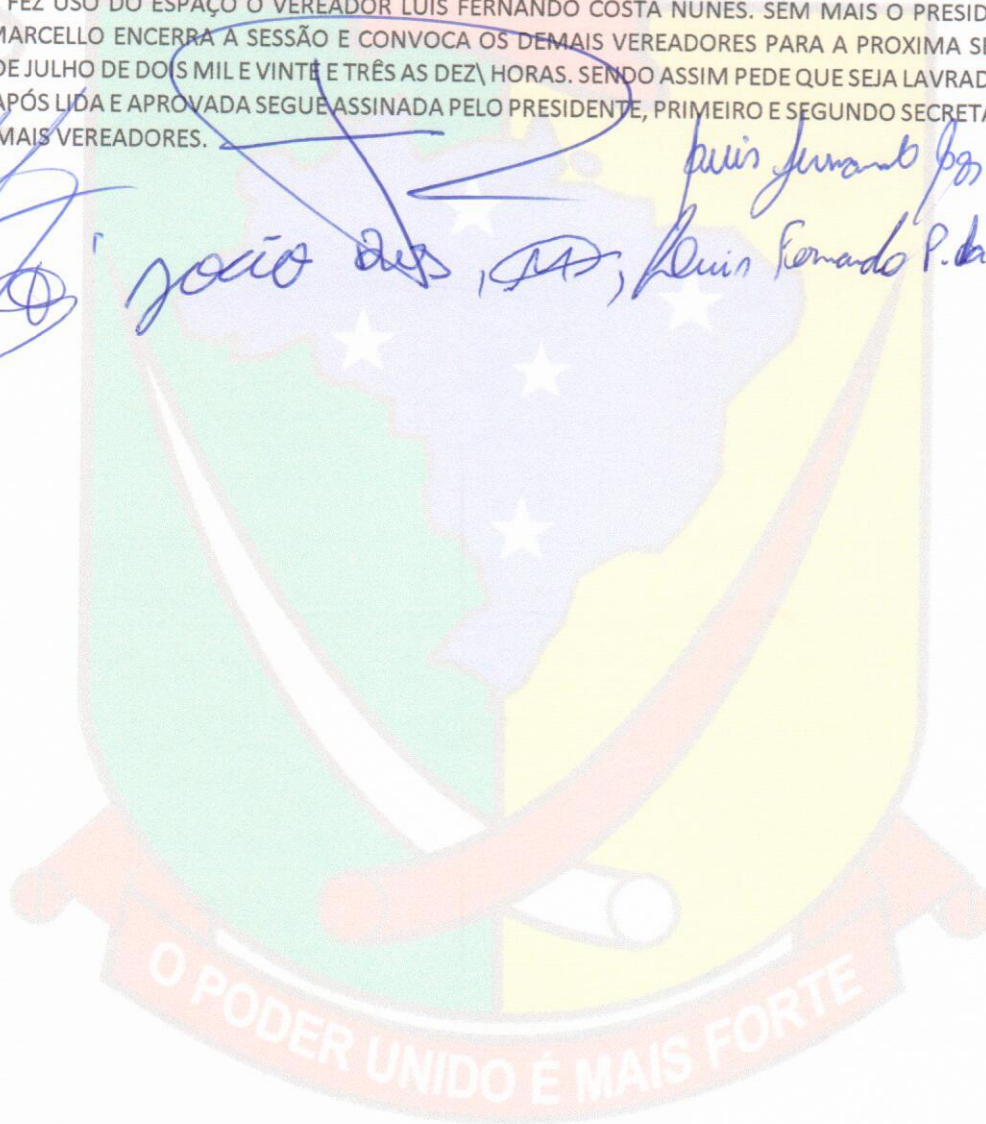 FEZ USO DO ESPAÇO O VEREADOR LUIS FERNANDO COSTA NUNES. SEM MAIS O PRESID
MARCELLO ENCERRA A SESSÃO E CONVOCA OS DEMAIS VEREADORES PARA A PROXIMA SE
DE JULHO DE DOIS MIL E VINTE E TRÊS AS DEZ\ HORAS. SENDO ASSIM PEDE QUE SEJA LAVRAD
APÓS LIDA E APROVADA SEGUE ASSINADA PELO PRESIDENTE, PRIMEIRO E SEGUNDO SECRETA
MAIS VEREADORES.
João
Luis Fernando P. da
O PODER UNIDO É MAIS FORTE